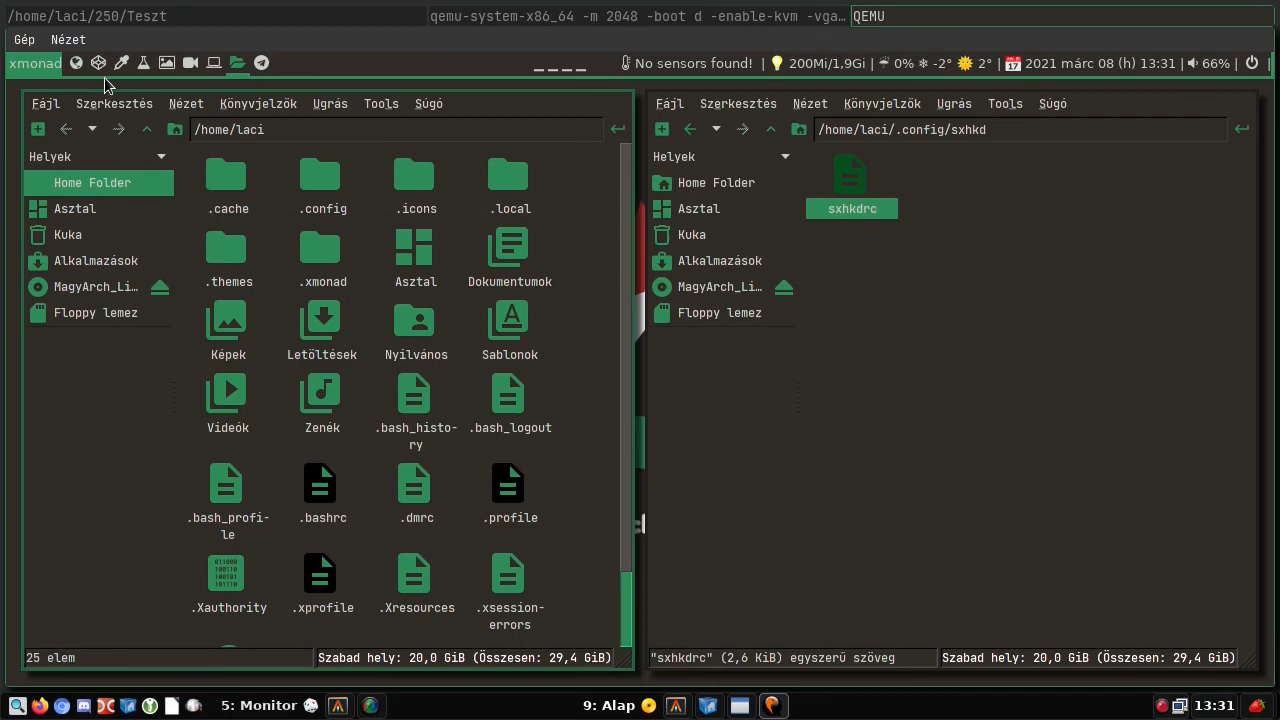 /home/laci/250/Teszt
qemu-system-x86_64 -m 2048 -boot d -enable-kvm -vga…
QEMU
Gép Nézet
xmonad
No sensors found! | 200Mi/1,9Gi | 0% -2° 2° | 2021 márc 08 (h) 13:31 | 66% |
Fájl Szerkesztés Nézet Könyvjelzők Ugrás Tools Súgó
/home/laci
Helyek
Home Folder
Asztal
Kuka
Alkalmazások
MagyArch_Li…
Floppy lemez
.cache .config .icons .local
.themes .xmonad Asztal Dokumentumok
Képek Letöltések Nyilvános Sablonok
Videók Zenék .bash_histo-
ry .bash_logout
.bash_profi-
le .bashrc .dmrc .profile
.Xauthority .xprofile .Xresources .xsession-
errors
25 elem
Szabad hely: 20,0 GiB (Összesen: 29,4 GiB)
Fájl Szerkesztés Nézet Könyvjelzők Ugrás Tools Súgó
/home/laci/.config/sxhkd
Helyek
Home Folder
Asztal
Kuka
Alkalmazások
MagyArch_Li…
Floppy lemez
sxhkdrc
"sxhkdrc" (2,6 KiB) egyszerű szöveg
Szabad hely: 20,0 GiB (Összesen: 29,4 GiB)
5: Monitor
9: Alap
13:31